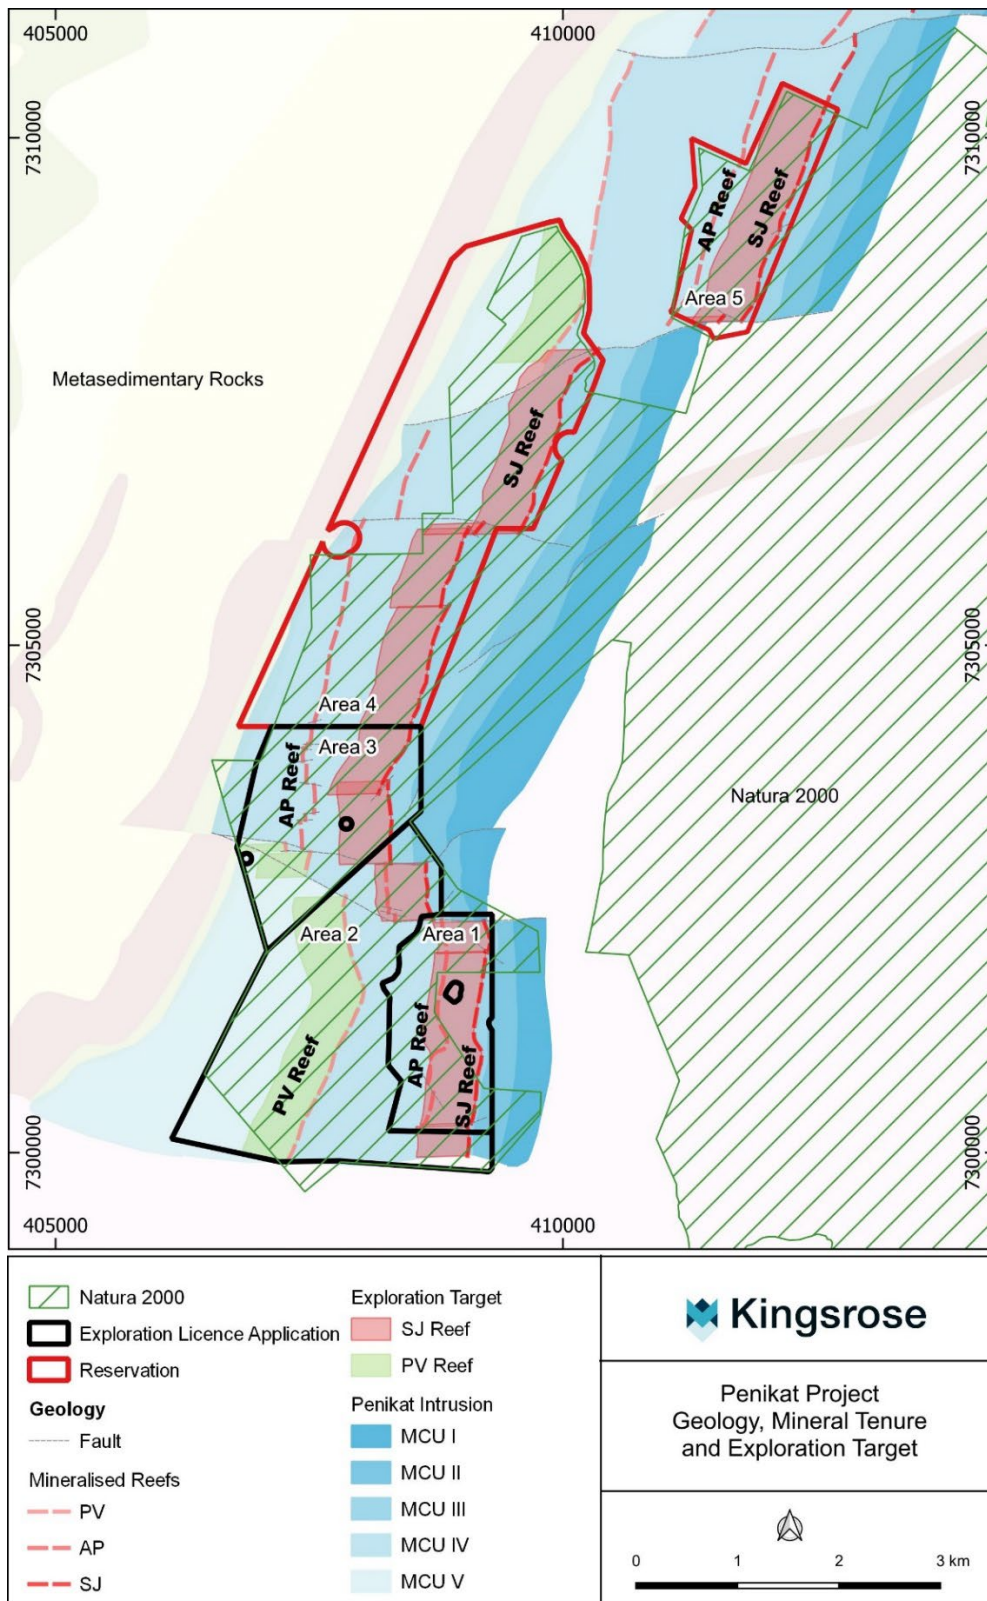 405000
410000
7310000
7310000
AP Reef
SJ Reef
Area 5
Metasedimentary Rocks
SJ Reef
7305000
7305000
Area 4
Area 3
AP Reef
Natura 2000
Area 2
Area 1
PV Reef
AP Reef
SJ Reef
7300000
7300000
405000
410000
Natura 2000
Exploration Licence Application
Reservation
Geology
Fault
Mineralised Reefs
PV
AP
SJ
Exploration Target
SJ Reef
PV Reef
Penikat Intrusion
MCU I
MCU II
MCU III
MCU IV
MCU V
Kingsrose
Penikat Project
Geology, Mineral Tenure
and Exploration Target
0 1 2 3 km